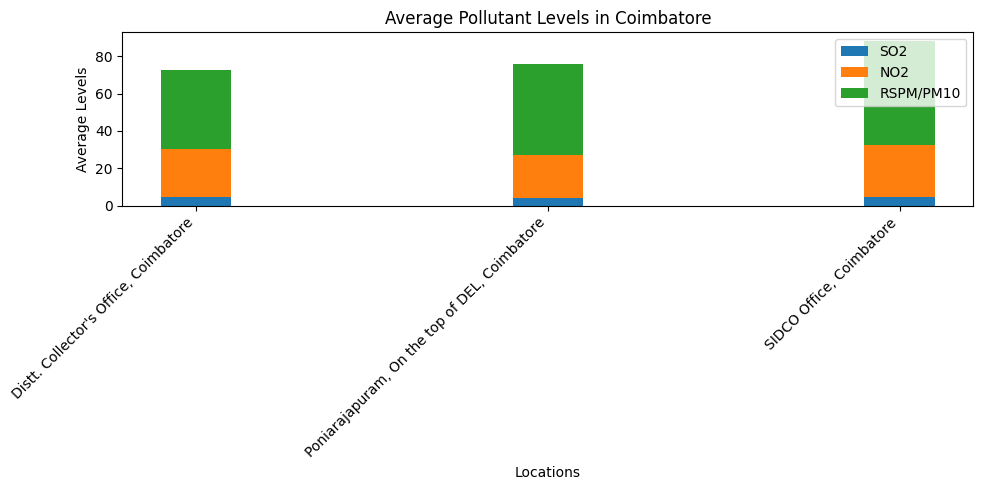 Average Pollutant Levels in Coimbatore
Average Levels
80
60
40
20
0
SO2
NO2
RSPM/PM10
Distt. Collector's Office, Coimbatore
Poniarajapuram, On the top of DEL, Coimbatore
SIDCO Office, Coimbatore
Locations